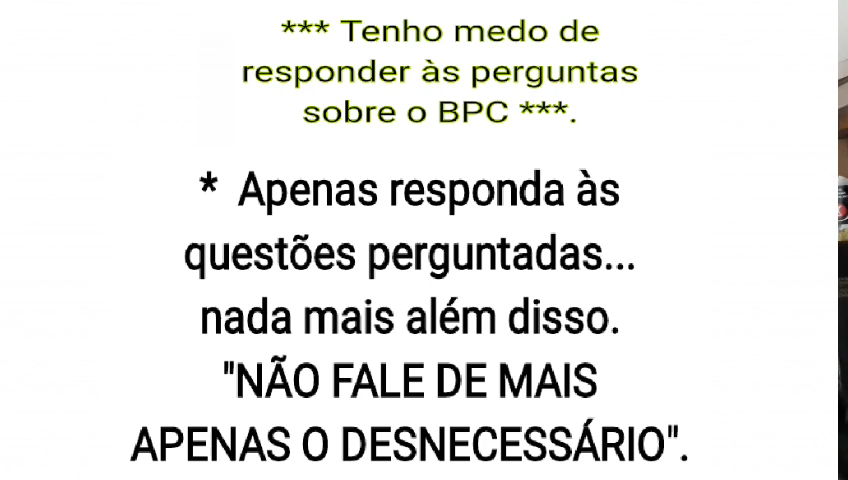 *** Tenho medo de
responder às perguntas
sobre o BPC ***.
* Apenas responda às
questões perguntadas...
nada mais além disso.
"NÃO FALE DE MAIS
APENAS O DESNECESSÁRIO".